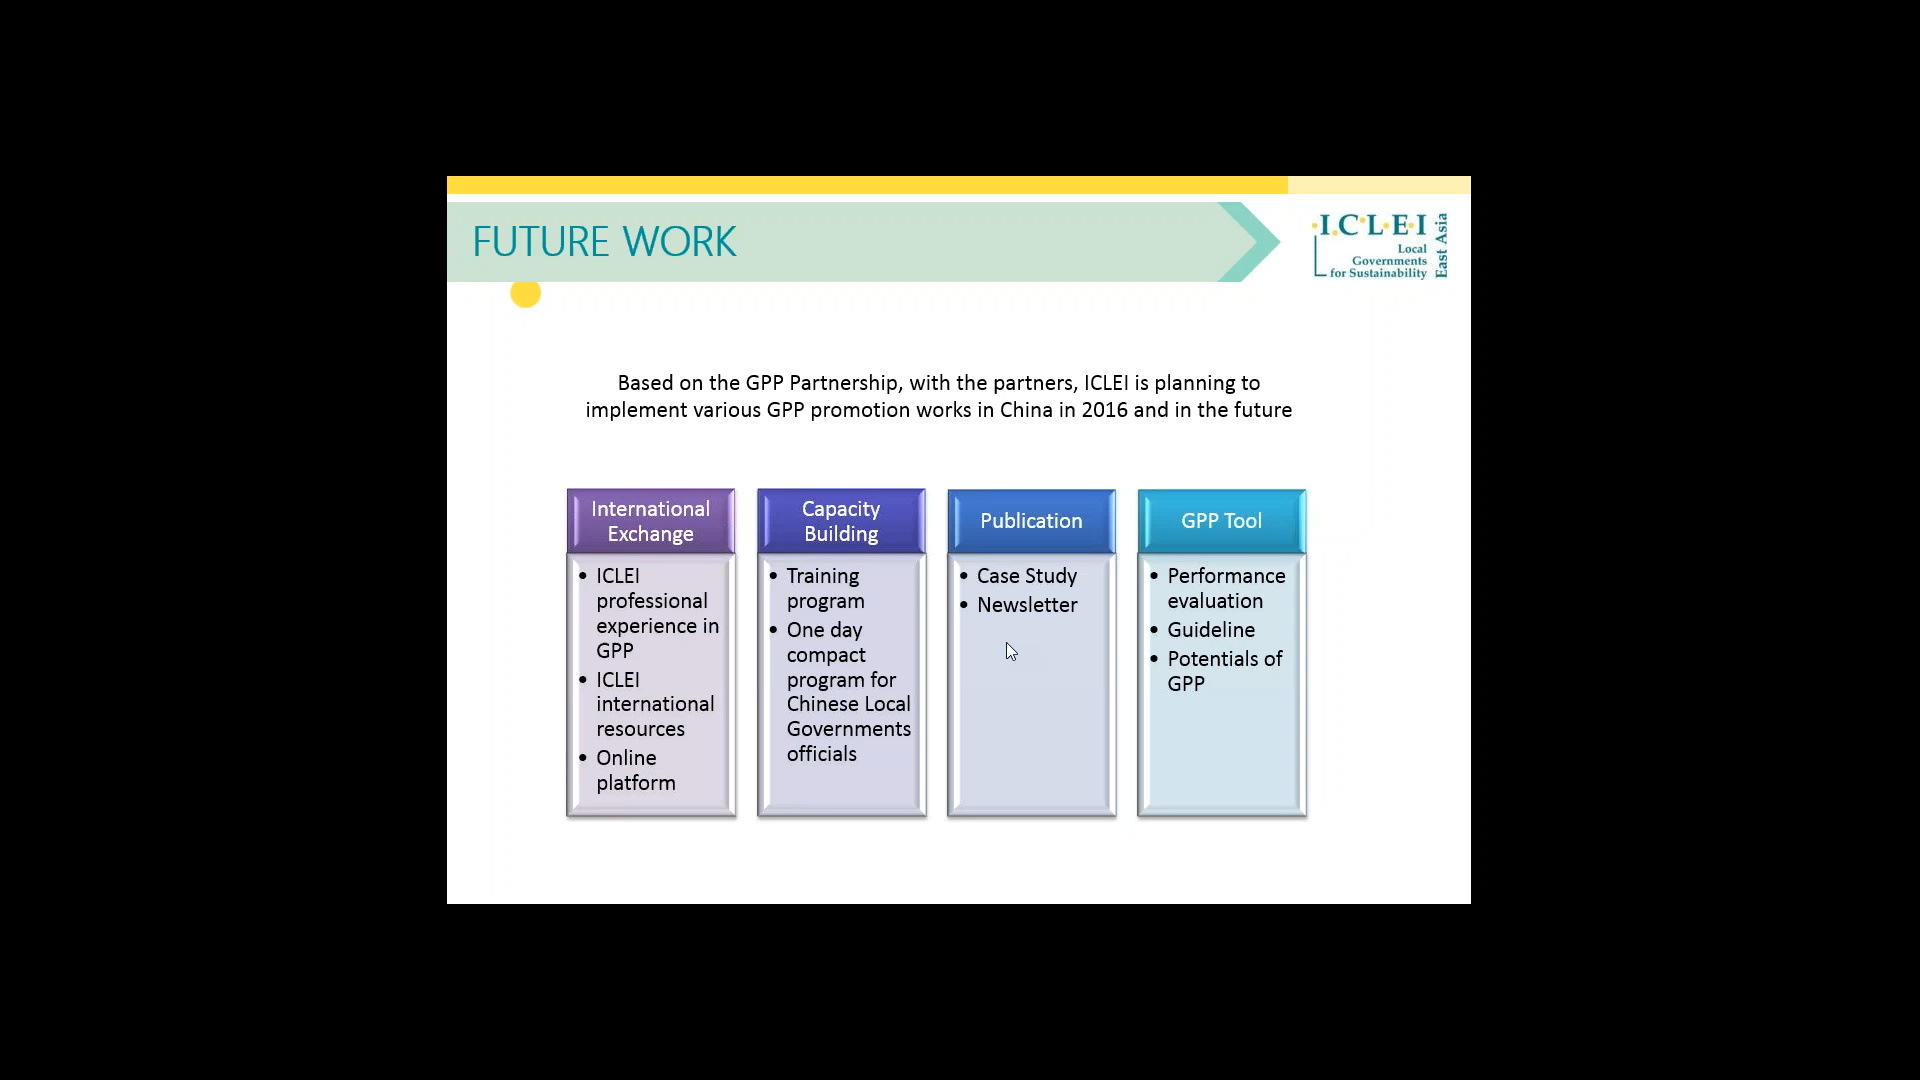 FUTURE WORK
I.C.L.E.I
Local
Governments
for Sustainability
East Asia
Based on the GPP Partnership, with the partners, ICLEI is planning to
implement various GPP promotion works in China in 2016 and in the future
International
Exchange
• ICLEI
professional
experience in
GPP
• ICLEI
international
resources
• Online
platform
Capacity
Building
• Training
program
• One day
compact
program for
Chinese Local
Governments
officials
Publication
• Case Study
• Newsletter
GPP Tool
• Performance
evaluation
• Guideline
• Potentials of
GPP